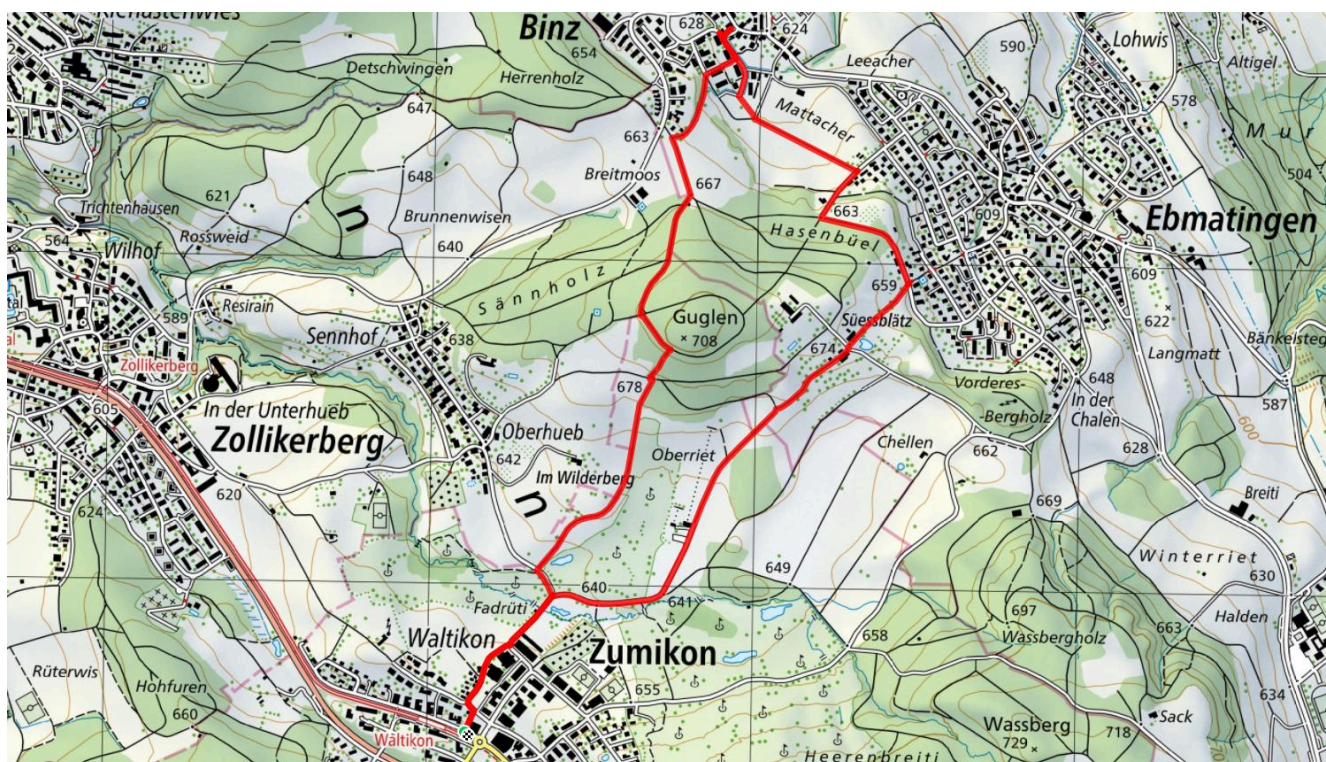 Binz
628
624
654
Detschwingen
Herrenholz
647
590
Lohwis
Altigel
Leeacher
578
Mattacher
Mur
504
663
Breitmoos
667
648
621
Trichtenhausen
Rossweid
Brunnenwisen
n
564
Wilhof
640
663
Hasenbüel
609
Ebmatingen
609
659
Sännholz
Resirain
589
Guglen
708
Süessblätz
622
Sennhof
638
674
Langmatt
Bänkelsteg
Zollikerberg
678
Vorderes-
Bergholz
648
In der
Chalen
587
605
In der Unterhueb
Zollikerberg
Oberhueb
642
Im Wilderberg
n
Oberriet
Chellen
662
628
600
620
624
669
Breiti
Winterriet
649
640
641
630
Fadrüti
697
Wassbergholz
663
Halden
Waltikon
Zumikon
658
Rüterwis
Hohfuren
660
655
634
Waltikon
Wassberg
729
718
Sack
Heerenbreiti